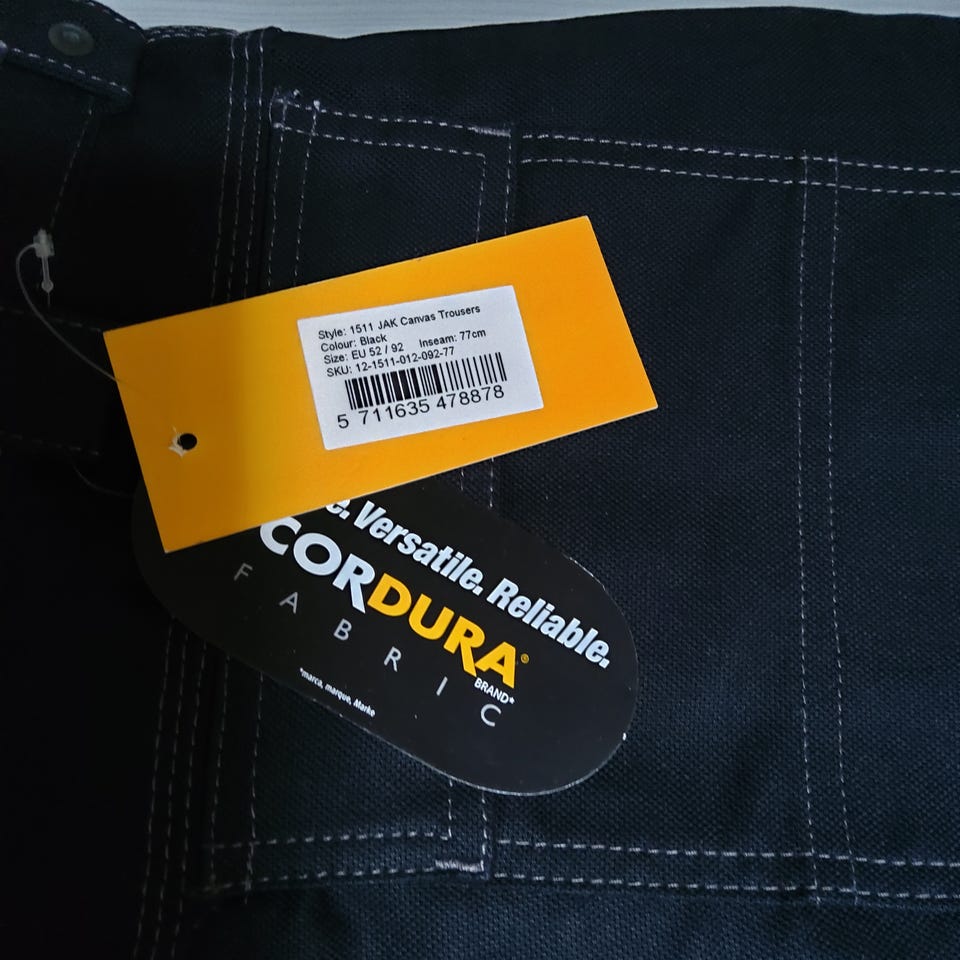 Style: 1511 JAK Canvas Trousers
Colour: Black
Size: EU 52 / 92 Inseam: 77cm
SKU: 12-1511-012-092-77
5 711635 478878
Versatile. Reliable.
CORDURA®
BRAND*
FABRIC
*marca, marque, Marke